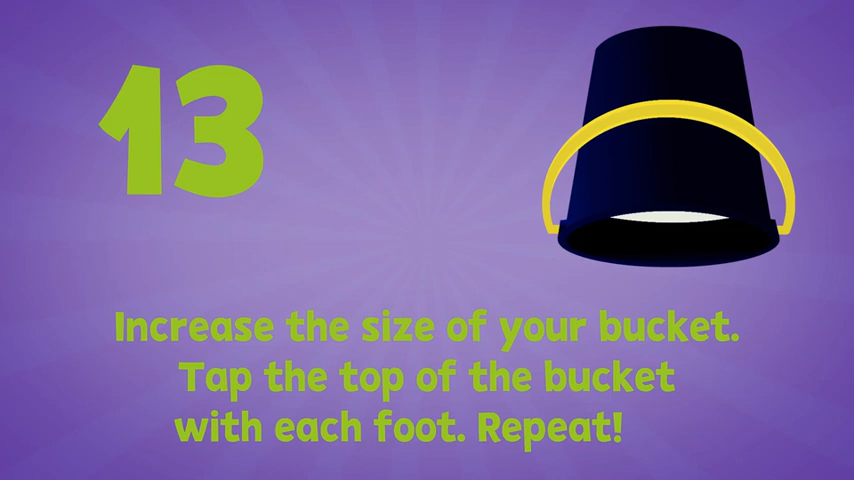 13
Increase the size of your bucket.
Tap the top of the bucket
with each foot. Repeat!